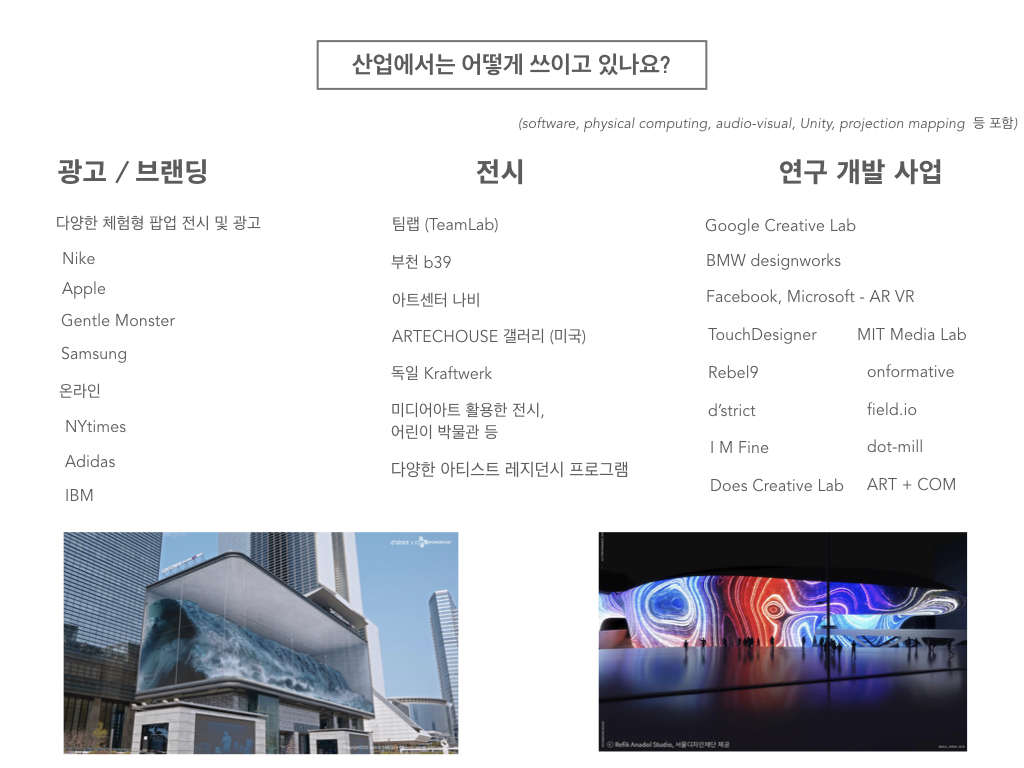 산업에서는 어떻게 쓰이고 있나요?
(software, physical computing, audio-visual, Unity, projection mapping 등 포함)
광고 / 브랜딩
다양한 체험형 팝업 전시 및 광고
Nike
Apple
Gentle Monster
Samsung
온라인
NYtimes
Adidas
IBM
전시
팀랩 (TeamLab)
부천 b39
아트센터 나비
ARTECHOUSE 갤러리 (미국)
독일 Kraftwerk
미디어아트 활용한 전시,
어린이 박물관 등
다양한 아티스트 레지던시 프로그램
연구 개발 사업
Google Creative Lab
BMW designworks
Facebook, Microsoft - AR VR
TouchDesigner MIT Media Lab
Rebel9 onformative
d’strict field.io
I M Fine dot-mill
Does Creative Lab ART + COM
d'strict x CJ
ⓒ Refik Anadol Studio, 서울디자인재단 제공